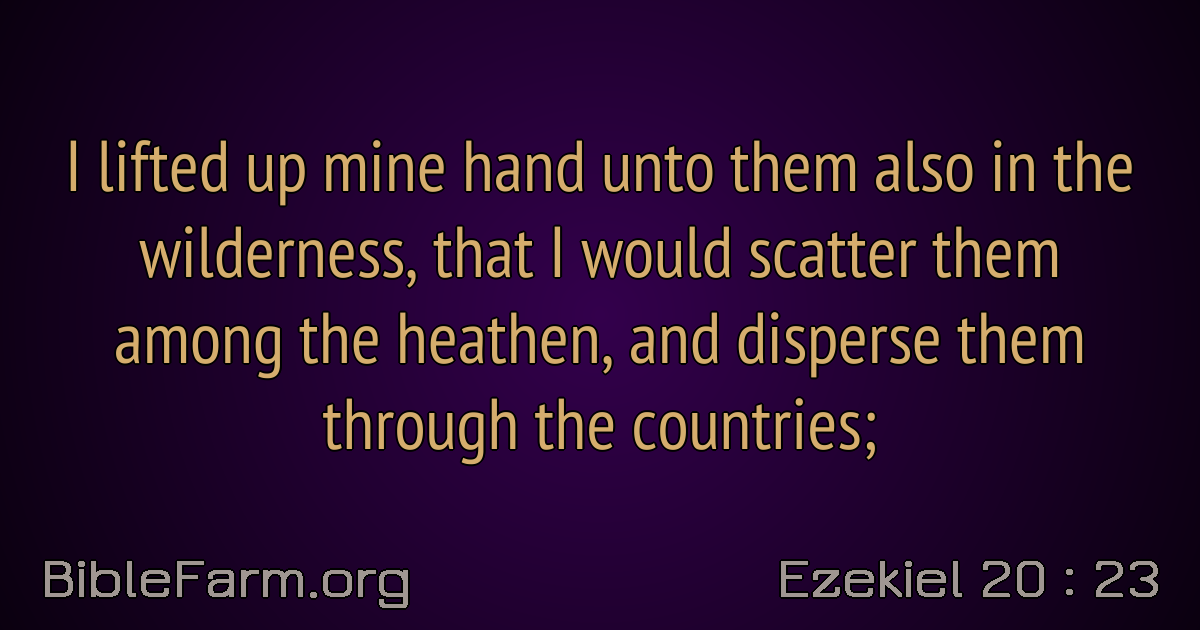 I lifted up mine hand unto them also in the
wilderness, that I would scatter them
among the heathen, and disperse them
through the countries;
BibleFarm.org
Ezekiel 20 : 23